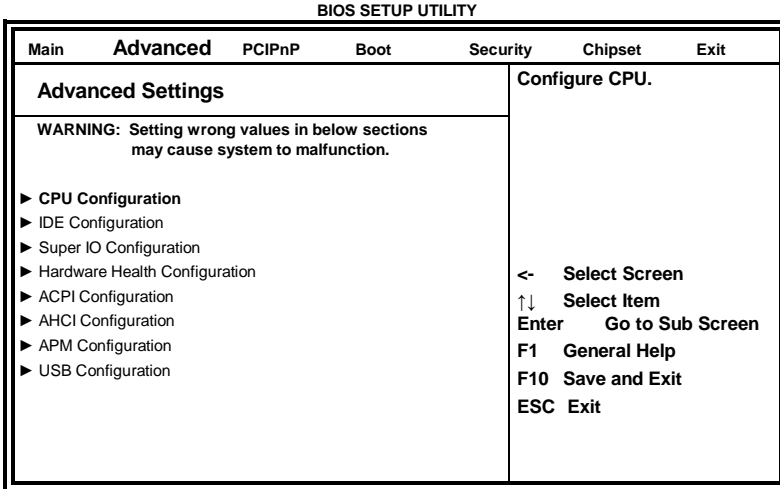 BIOS SETUP UTILITY
Main Advanced PCIPnP Boot Security Chipset Exit
Advanced Settings
WARNING: Setting wrong values in below sections
may cause system to malfunction.
► CPU Configuration
► IDE Configuration
► Super IO Configuration
► Hardware Health Configuration
► ACPI Configuration
► AHCI Configuration
► APM Configuration
► USB Configuration
Configure CPU.
<- Select Screen
↑↓ Select Item
Enter Go to Sub Screen
F1 General Help
F10 Save and Exit
ESC Exit